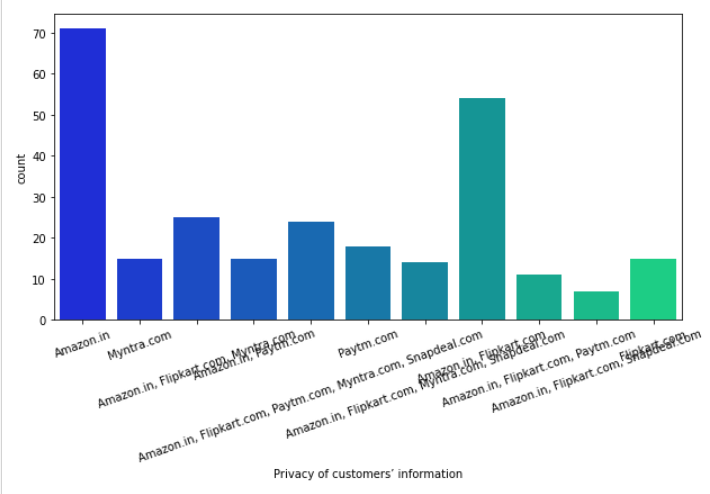 70
60
50
40
30
20
10
0
count
Amazon.in
Myntra.com
Amazon.in, Flipkart.com, Myntra.com
Amazon.in, Paytm.com
Amazon.in, Flipkart.com, Paytm.com, Myntra.com, Snapdeal.com
Paytm.com
Amazon.in, Flipkart.com, Myntra.com, Snapdeal.com
Amazon.in, Flipkart.com
Amazon.in, Flipkart.com, Paytm.com
Amazon.in, Flipkart.com, Snapdeal.com
Flipkart.com
Privacy of customers’ information